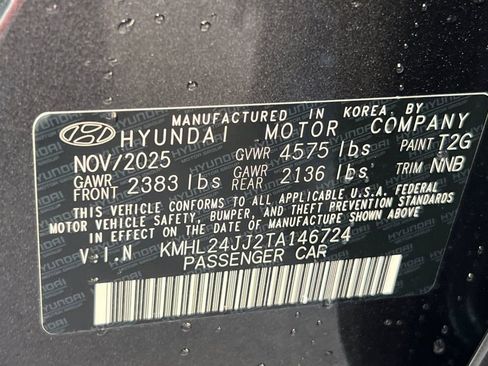 MANUFACTURED IN KOREA, BY
HYUNDAI MOTOR COMPANY
NOV/2025 GVWR 4575 lbs PAINT T2G
GAWR FRONT 2383 lbs GAWR REAR 2136 lbs TRIM NNB
THIS VEHICLE CONFORMS TO ALL APPLICABLE U.S.A. FEDERAL
MOTOR VEHICLE SAFETY, BUMPER, AND THEFT PREVENTION STANDARDS
IN EFFECT ON THE DATE OF MANUFACTURE SHOWN ABOVE
V.I.N KMHL24JJ2TA146724
PASSENGER CAR